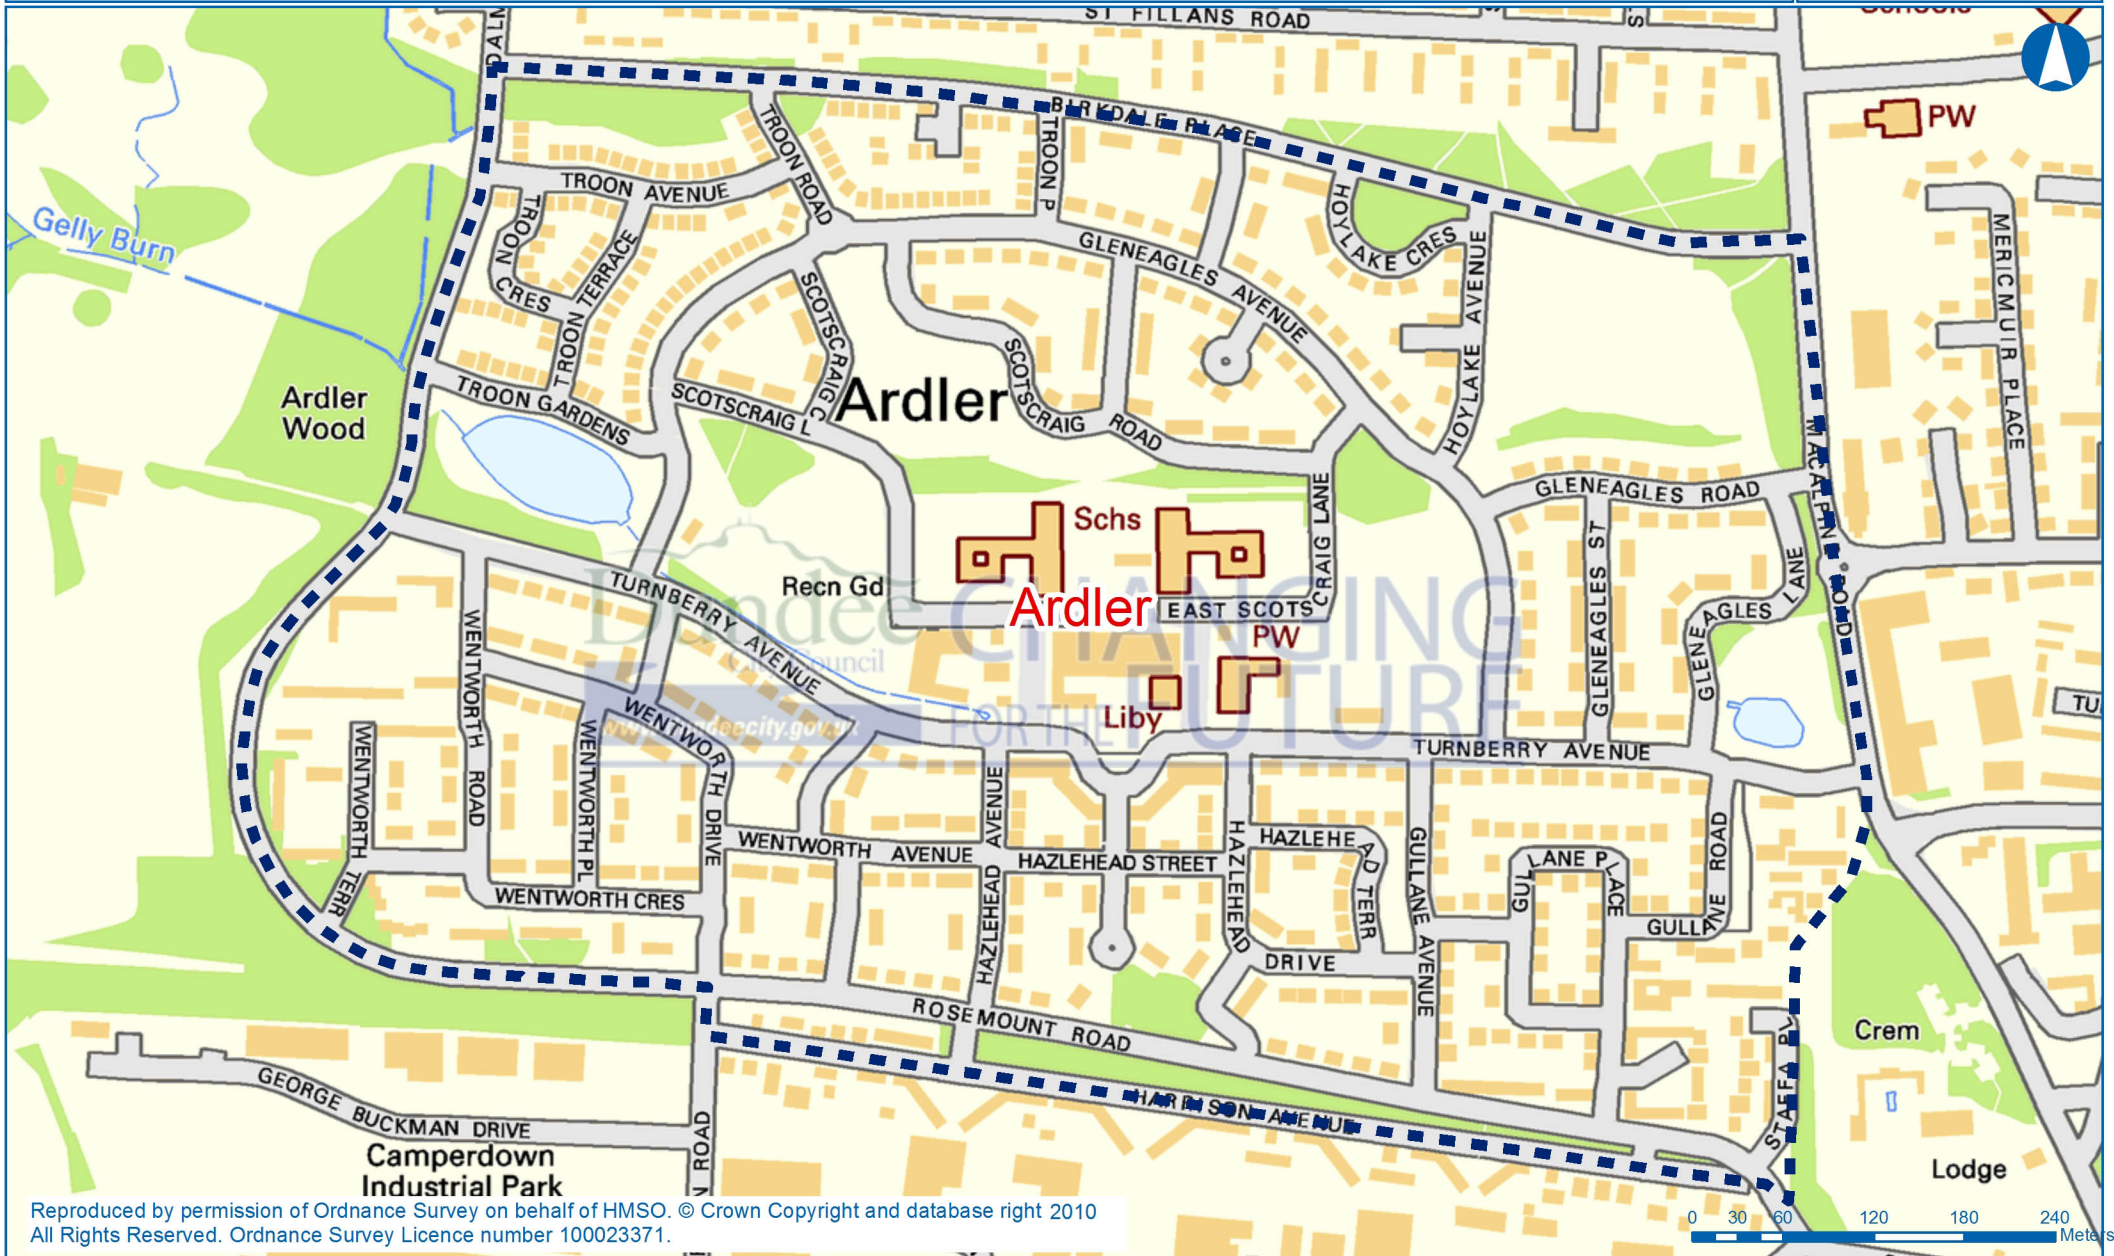 ST FILLANS ROAD
Schools
DALM
BIRKDALE PLACE
PW
TROON ROAD
TROON P
TROON AVENUE
TROON CRES
TROON TERRACE
HOYLAKE CRES
HOYLAKE AVENUE
MERICMUIR PLACE
Gelly Burn
GLENEAGLES AVENUE
SCOTSCRAIG C
SCOTSCRAIG ROAD
Ardler
Ardler
Wood
TROON GARDENS
SCOTSCRAIG L
MACALPINE ROAD
GLENEAGLES ROAD
Schs
CRAIG LANE
GLENEAGLES ST
GLENEAGLES LANE
Recn Gd
Dundee
City Council
CHANGING
FOR THE FUTURE
www.dundeecity.gov.uk
Ardler
EAST SCOTS
PW
Liby
TURNBERRY AVENUE
TURNBERRY AVENUE
TU
WENTWORTH ROAD
WENTWORTH DRIVE
WENTWORTH TERR
WENTWORTH PL
WENTWORTH AVENUE
WENTWORTH CRES
HAZLEHEAD AVENUE
HAZLEHEAD STREET
HAZLEHEAD DRIVE
HAZLEHEAD TERR
GULLANE AVENUE
GULLANE PLACE
GULLANE ROAD
ROSEMOUNT ROAD
HARRISON AVENUE
STAFFA PL
Crem
Lodge
GEORGE BUCKMAN DRIVE
Camperdown
Industrial Park
N ROAD
Reproduced by permission of Ordnance Survey on behalf of HMSO. © Crown Copyright and database right 2010
All Rights Reserved. Ordnance Survey Licence number 100023371.
0 30 60 120 180 240
Meters